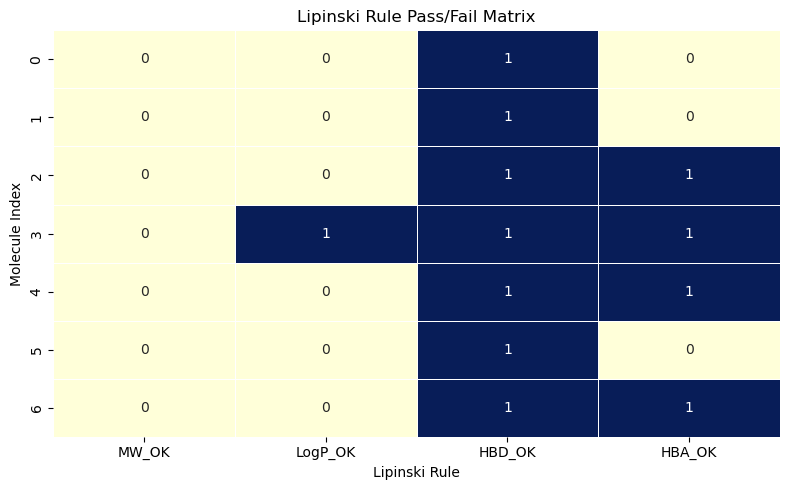 Lipinski Rule Pass/Fail Matrix
Molecule Index
0 0 0 1 0
1 0 0 1 0
2 0 0 1 1
3 0 1 1 1
4 0 0 1 1
5 0 0 1 0
6 0 0 1 1
MW_OK LogP_OK HBD_OK HBA_OK
Lipinski Rule